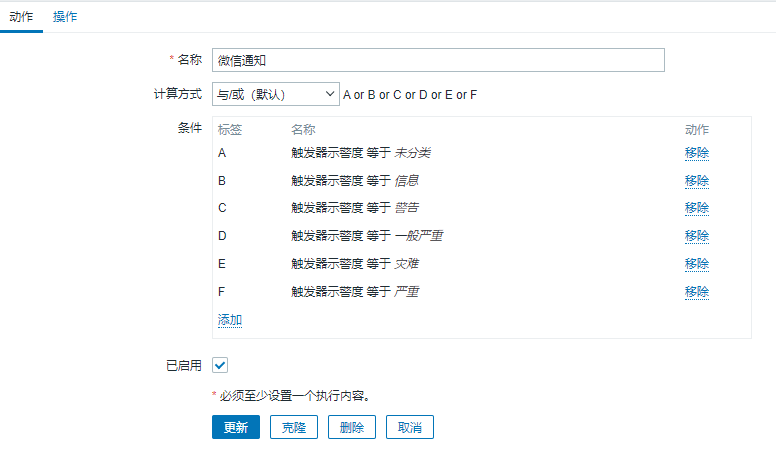 动作 操作
* 名称 微信通知
计算方式 与/或（默认） A or B or C or D or E or F
条件 标签 名称 动作
A 触发器示警度 等于 未分类 移除
B 触发器示警度 等于 信息 移除
C 触发器示警度 等于 警告 移除
D 触发器示警度 等于 一般严重 移除
E 触发器示警度 等于 灾难 移除
F 触发器示警度 等于 严重 移除
添加
已启用
* 必须至少设置一个执行内容。
更新 克隆 删除 取消